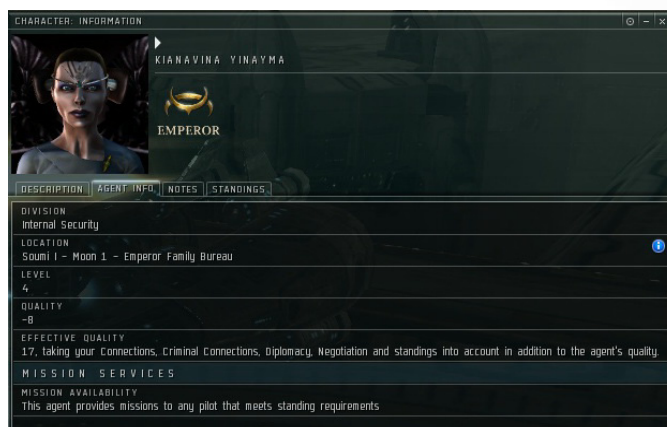 CHARACTER: INFORMATION
KIANAVINA YINAYMA
EMPEROR
DESCRIPTION AGENT INFO NOTES STANDINGS
DIVISION
Internal Security
LOCATION
Soumi I - Moon 1 - Emperor Family Bureau
LEVEL
4
QUALITY
-8
EFFECTIVE QUALITY
17, taking your Connections, Criminal Connections, Diplomacy, Negotiation and standings into account in addition to the agent's quality.
MISSION SERVICES
MISSION AVAILABILITY
This agent provides missions to any pilot that meets standing requirements